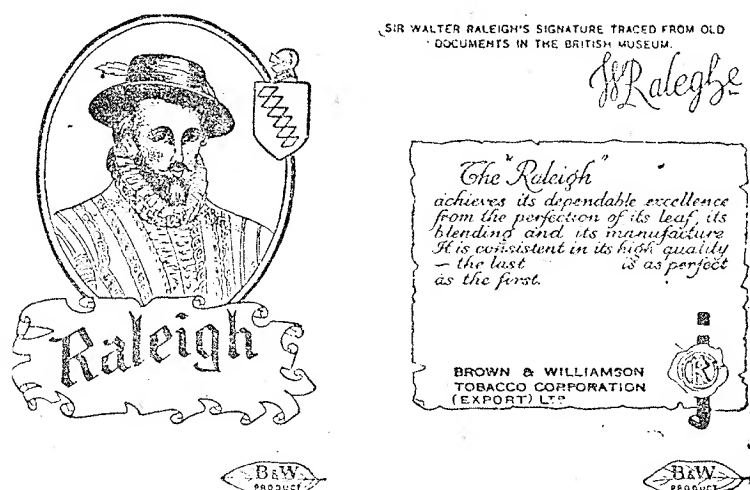 Raleigh
B&W
PRODUCT
SIR WALTER RALEIGH'S SIGNATURE TRACED FROM OLD
DOCUMENTS IN THE BRITISH MUSEUM.
WRaleghe
The "Raleigh"
achieves its dependable excellence
from the perfection of its leaf, its
blending and its manufacture
It is consistent in its high quality
— the last is as perfect
as the first.
BROWN & WILLIAMSON
TOBACCO CORPORATION
(EXPORT) LTD
B&W
PRODUCT